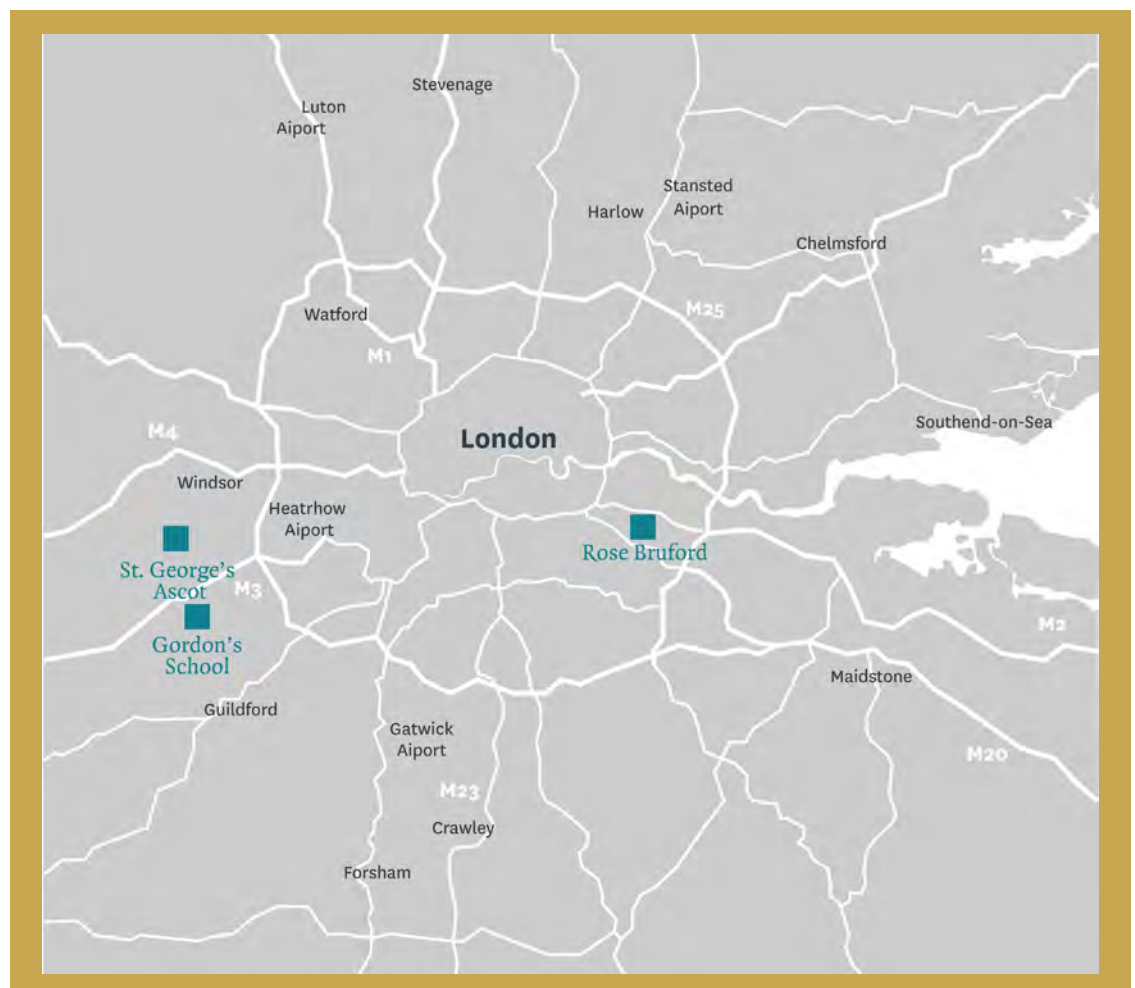 Stevenage
Luton
Aiport
Stansted
Aiport
Harlow
Chelmsford
M25
Watford
M1
Southend-on-Sea
M4
London
Windsor
Heatrhow
Aiport
Rose Bruford
St. George's
Ascot
M3
Gordon's
School
M2
Maidstone
Guildford
Gatwick
Aiport
M20
M23
Crawley
Forsham